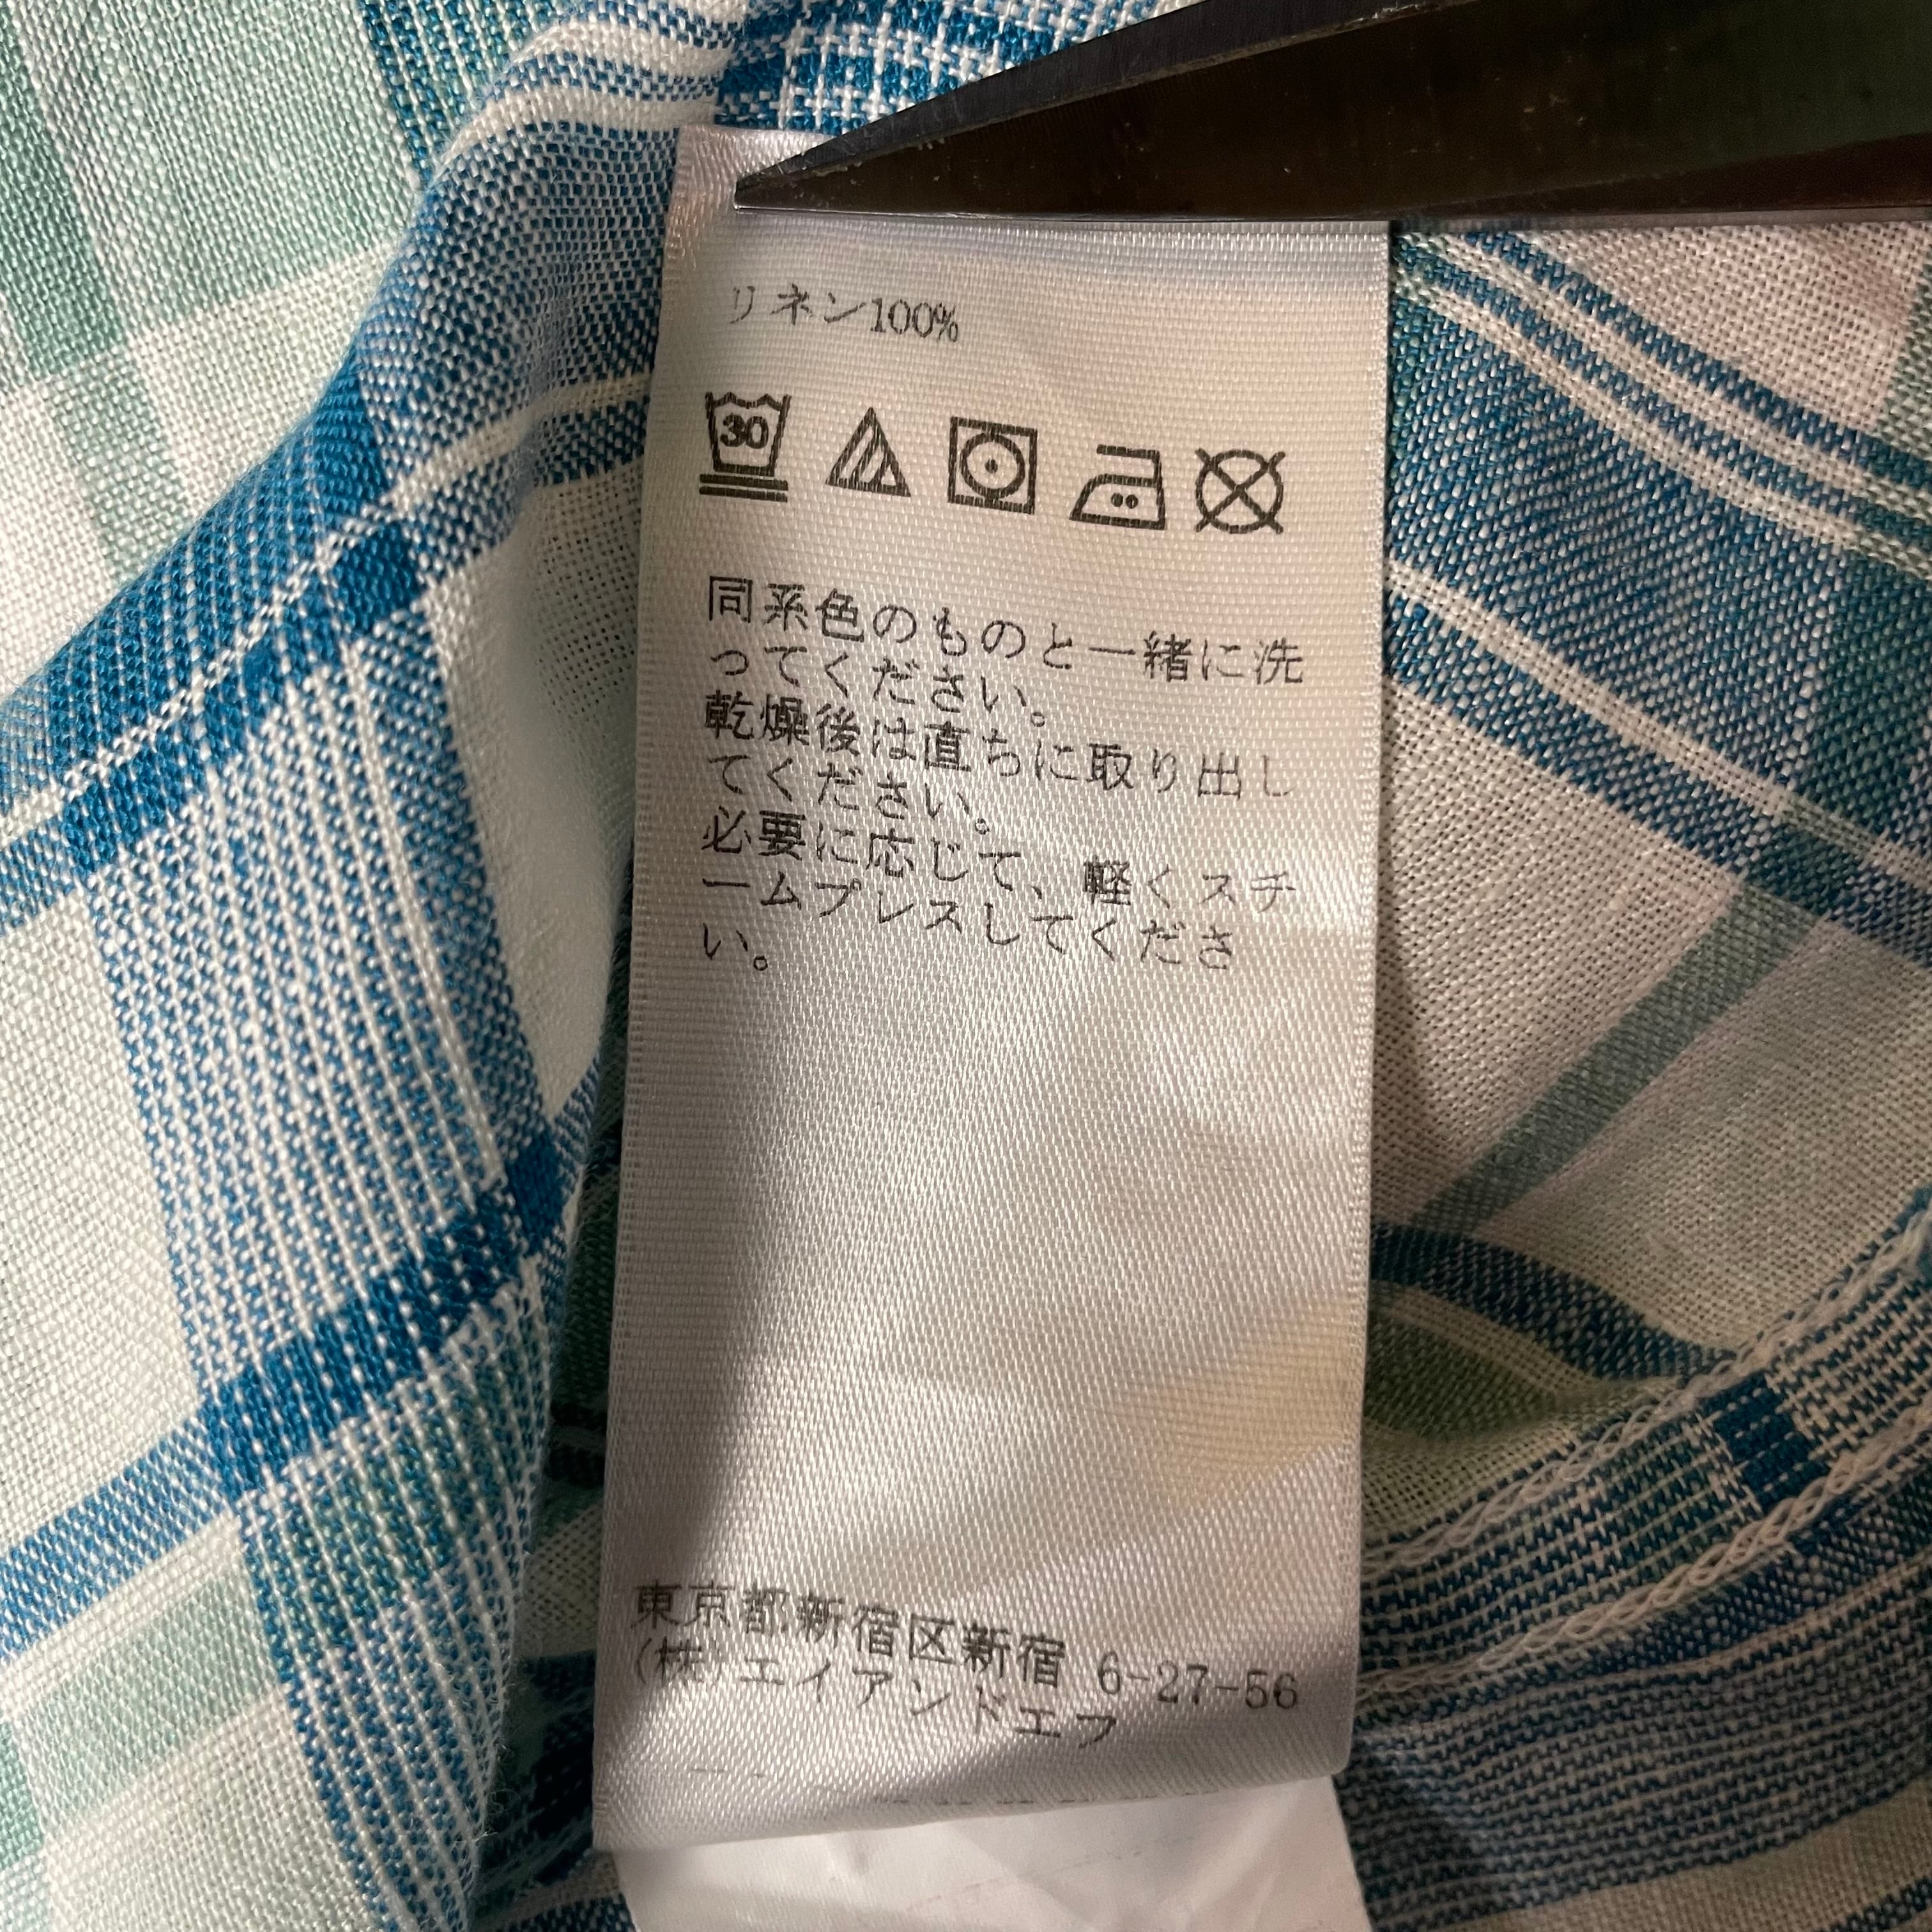 リネン100%
30
同系色のものと一緒に洗
ってください。
乾燥後は直ちに取り出し
てください。
必要に応じて、軽くスチ
ームプレスしてくださ
い。
東京都新宿区新宿 6-27-56
(株)エイアンドエフ